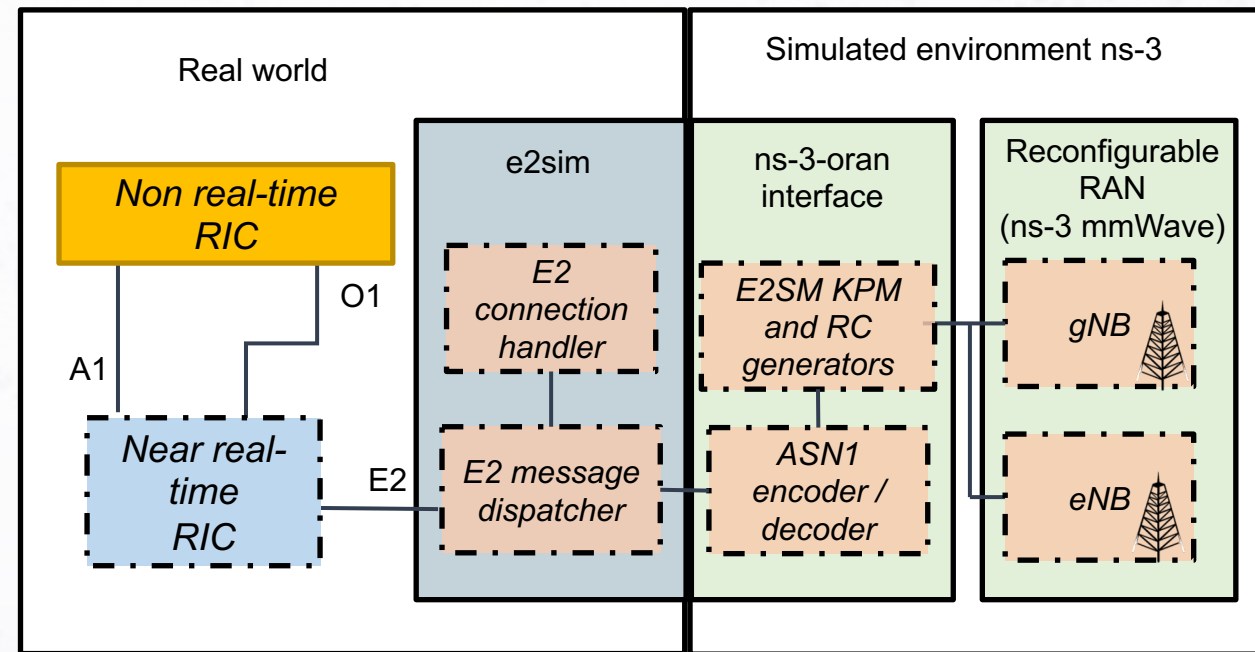 Real world
Simulated environment ns-3
Non real-time
RIC
A1
O1
Near real-
time
RIC
E2
e2sim
E2
connection
handler
E2 message
dispatcher
ns-3-oran
interface
E2SM KPM
and RC
generators
ASN1
encoder /
decoder
Reconfigurable
RAN
(ns-3 mmWave)
gNB
eNB